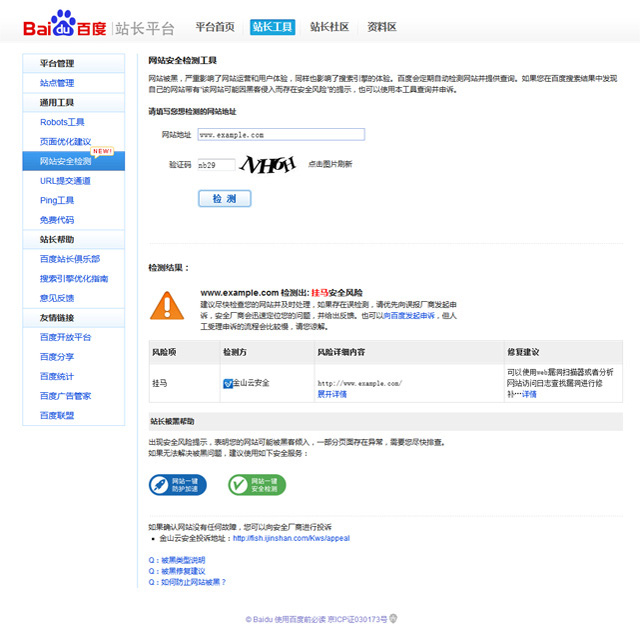 Bai du 百度 站长平台 平台首页 站长工具 站长社区 资料区
平台管理
站点管理
通用工具
Robots工具
页面优化建议
NEW!
网站安全检测
URL提交通道
Ping工具
免费代码
站长帮助
百度站长俱乐部
搜索引擎优化指南
意见反馈
友情链接
百度开放平台
百度分享
百度统计
百度广告管家
百度联盟
网站安全检测工具
网站被黑，严重影响了网站运营和用户体验，同样也影响了搜索引擎的体验。百度会定期自动检测网站并提供查询。如果您在百度搜索结果中发现
自己的网站带有“该网站可能因黑客侵入而存在安全风险”的提示，也可以使用本工具查询并申诉。
请填写您想检测的网站地址
网站地址 www.example.com
验证码 nb29 NH6H 点击图片刷新
检 测
检测结果：
www.example.com 检测出: 挂马安全风险
建议尽快检查您的网站并及时处理，如果存在误检测，请优先向误报厂商发起申
诉，安全厂商会迅速定位您的问题，并给出反馈。也可以向百度发起申诉，但人
工受理申诉的流程会比较慢，请您谅解。
风险项 检测方 风险详细内容 修复建议
挂马 金山云安全 http://www.example.com/
展开详情
可以使用web漏洞扫描器或者分析
网站访问日志查找漏洞进行修
补…详情
站长被黑帮助
出现安全风险提示，表明您的网站可能被黑客侵入，一部分页面存在异常，需要您尽快排查。
如果无法解决被黑问题，建议使用如下安全服务：
网站一键
防护加速
网站一键
安全检测
如果确认网站没有任何故障，您可以向安全厂商进行投诉
• 金山云安全投诉地址：http://fish.ijinshan.com/Kws/appeal
Q：被黑类型说明
Q：被黑修复建议
Q：如何防止网站被黑？
© Baidu 使用百度前必读 京ICP证030173号